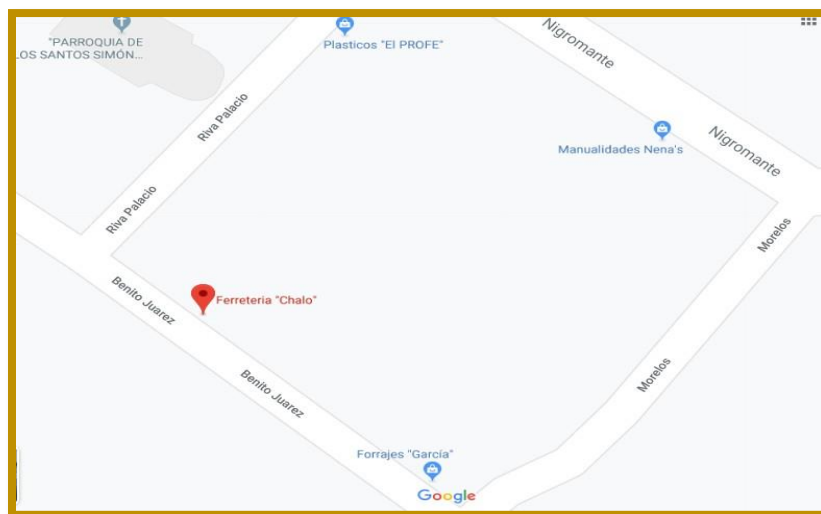 "PARROQUIA DE
LOS SANTOS SIMÓN...
Plasticos "El PROFE"
Nigromante
Riva Palacio
Manualidades Nena's
Nigromante
Riva Palacio
Morelos
Benito Juarez
Ferreteria "Chalo"
Benito Juarez
Morelos
Forrajes "García"
Google